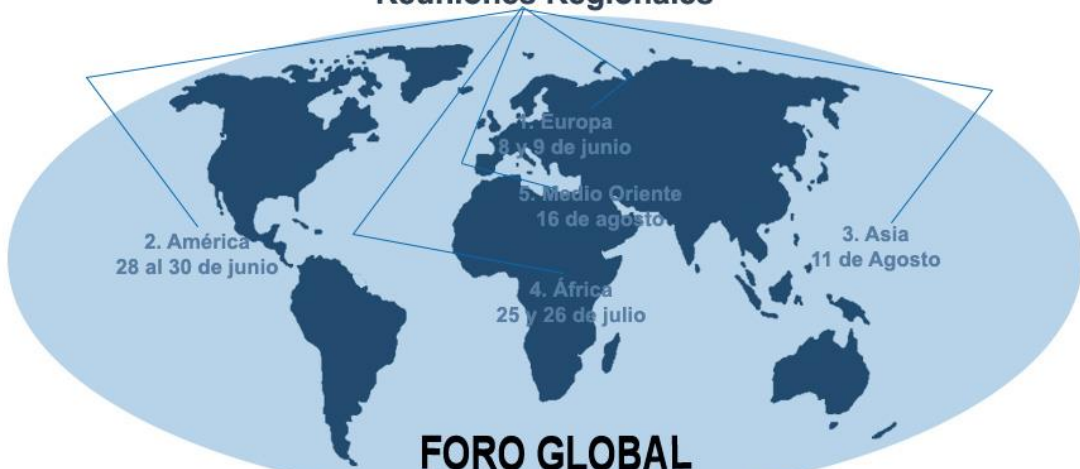 Reuniones Regionales
1. Europa
8 y 9 de junio
5. Medio Oriente
16 de agosto
2. América
28 al 30 de junio
3. Asia
11 de Agosto
4. África
25 y 26 de julio
FORO GLOBAL